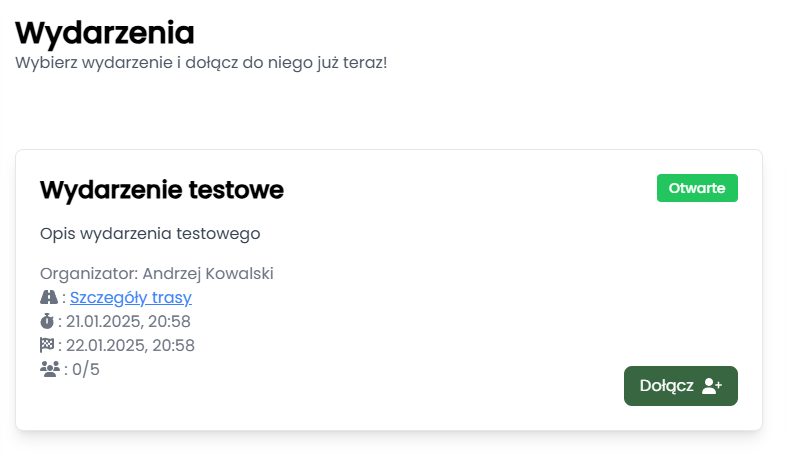 Wydarzenia
Wybierz wydarzenie i dołącz do niego już teraz!
Wydarzenie testowe
Otwarte
Opis wydarzenia testowego
Organizator: Andrzej Kowalski
: Szczegóły trasy
: 21.01.2025, 20:58
: 22.01.2025, 20:58
: 0/5
Dołącz